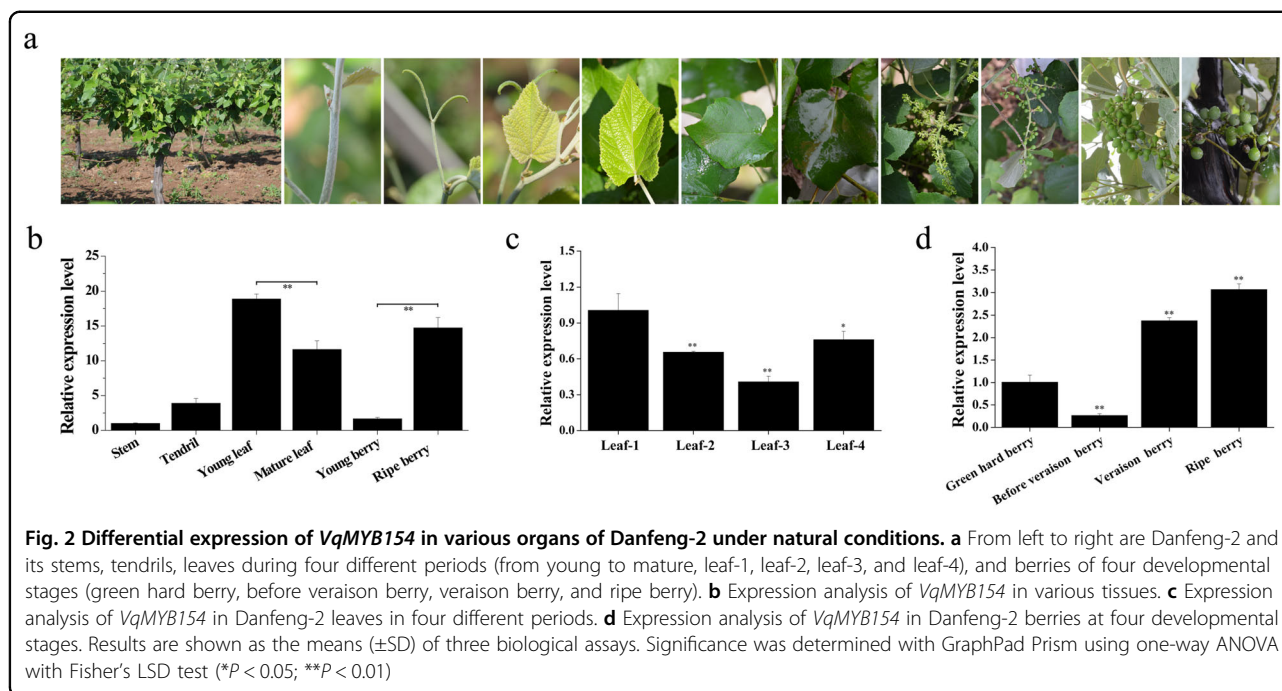 a
b
Relative expression level
25
20
15
10
5
0
**
**
Stem
Tendril
Young leaf
Mature leaf
Young berry
Ripe berry
c
Relative expression level
1.5
1.2
0.9
0.6
0.3
0.0
**
**
*
Leaf-1
Leaf-2
Leaf-3
Leaf-4
d
Relative expression level
4.0
3.5
3.0
2.5
2.0
1.5
1.0
0.5
0.0
**
**
**
Green hard berry
Before veraison berry
Veraison berry
Ripe berry
Fig. 2 Differential expression of VqMYB154 in various organs of Danfeng-2 under natural conditions. a From left to right are Danfeng-2 and
its stems, tendrils, leaves during four different periods (from young to mature, leaf-1, leaf-2, leaf-3, and leaf-4), and berries of four developmental
stages (green hard berry, before veraison berry, veraison berry, and ripe berry). b Expression analysis of VqMYB154 in various tissues. c Expression
analysis of VqMYB154 in Danfeng-2 leaves in four different periods. d Expression analysis of VqMYB154 in Danfeng-2 berries at four developmental
stages. Results are shown as the means (±SD) of three biological assays. Significance was determined with GraphPad Prism using one-way ANOVA
with Fisher's LSD test (*P < 0.05; **P < 0.01)